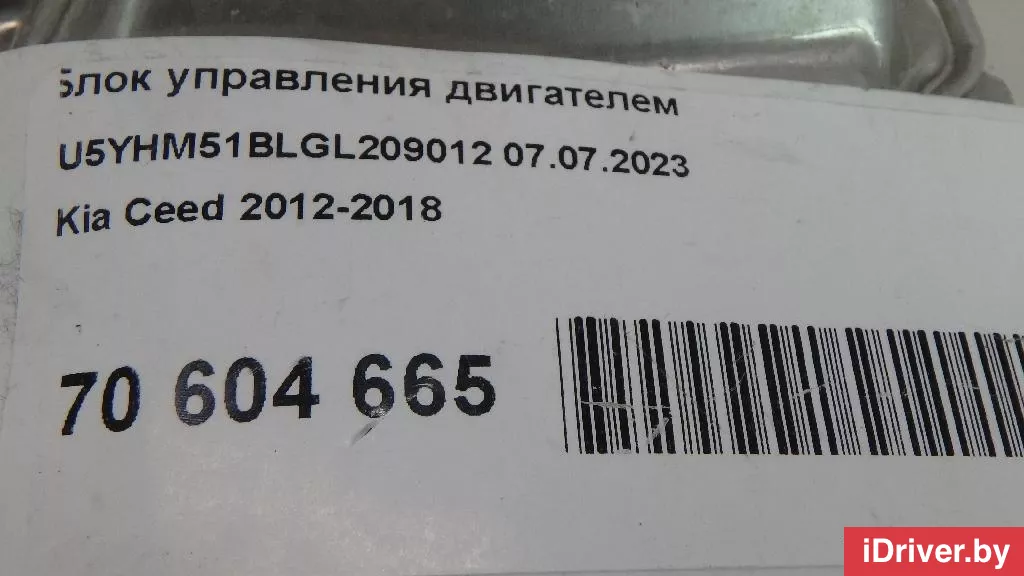 Блок управления двигателем
U5YHM51BLGL209012 07.07.2023
Kia Ceed 2012-2018
70 604 665
iDriver.by